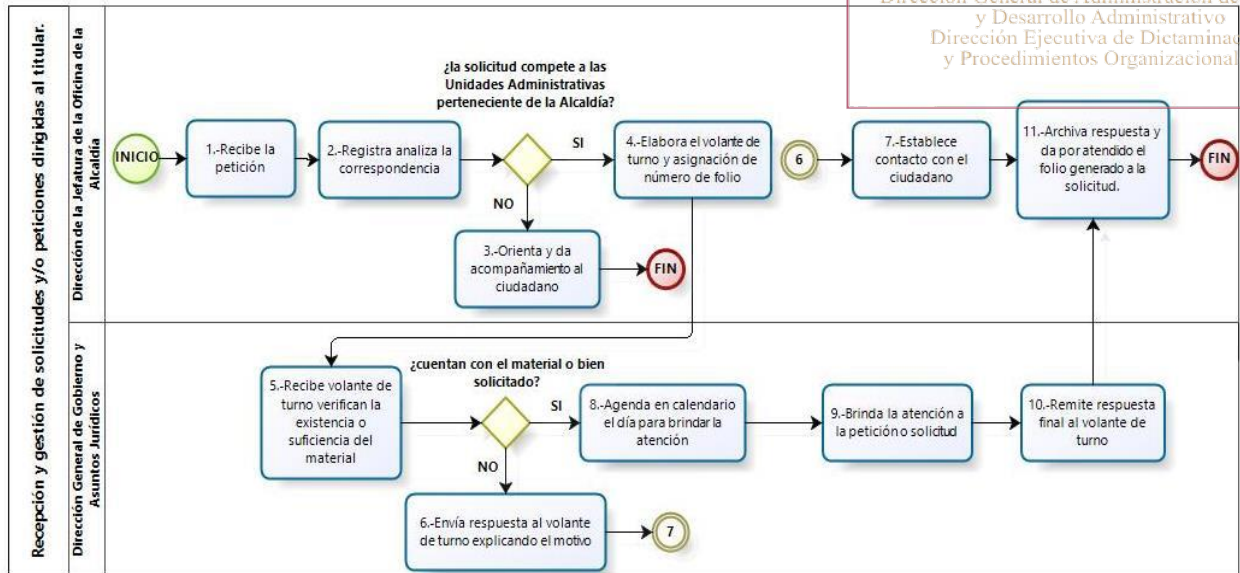 Dirección General de Administración de
y Desarrollo Administrativo
Dirección Ejecutiva de
y Procedimientos
Recepción y gestión de solicitudes y/o peticiones dirigidas al titular.
Dirección de la Jefatura de la Oficina de la
Alcaldía
¿la solicitud compete a las
Unidades Administrativas
perteneciente de la Alcaldía?
INICIO
1.-Recibe la
petición
2.-Registra analiza la
correspondencia
SI
4.-Elabora el volante de
turno y asignación de
número de folio
6
7.-Establece
contacto con el
ciudadano
11.-Archiva respuesta y
da por atendido el
folio generado a la
solicitud.
FIN
NO
3.-Orienta y da
acompañamiento al
ciudadano
FIN
Dirección General de Gobierno y
Asuntos Jurídicos
¿cuentan con el material o bien
solicitado?
5.-Recibe volante de
turno verifican la
existencia o
suficiencia del
material
SI
8.-Agenda en calendario
el día para brindar la
atención
9.-Brinda la atención a
la petición o solicitud
10.-Remite respuesta
final al volante de
turno
NO
6.-Envía respuesta al volante
de turno explicando el motivo
7